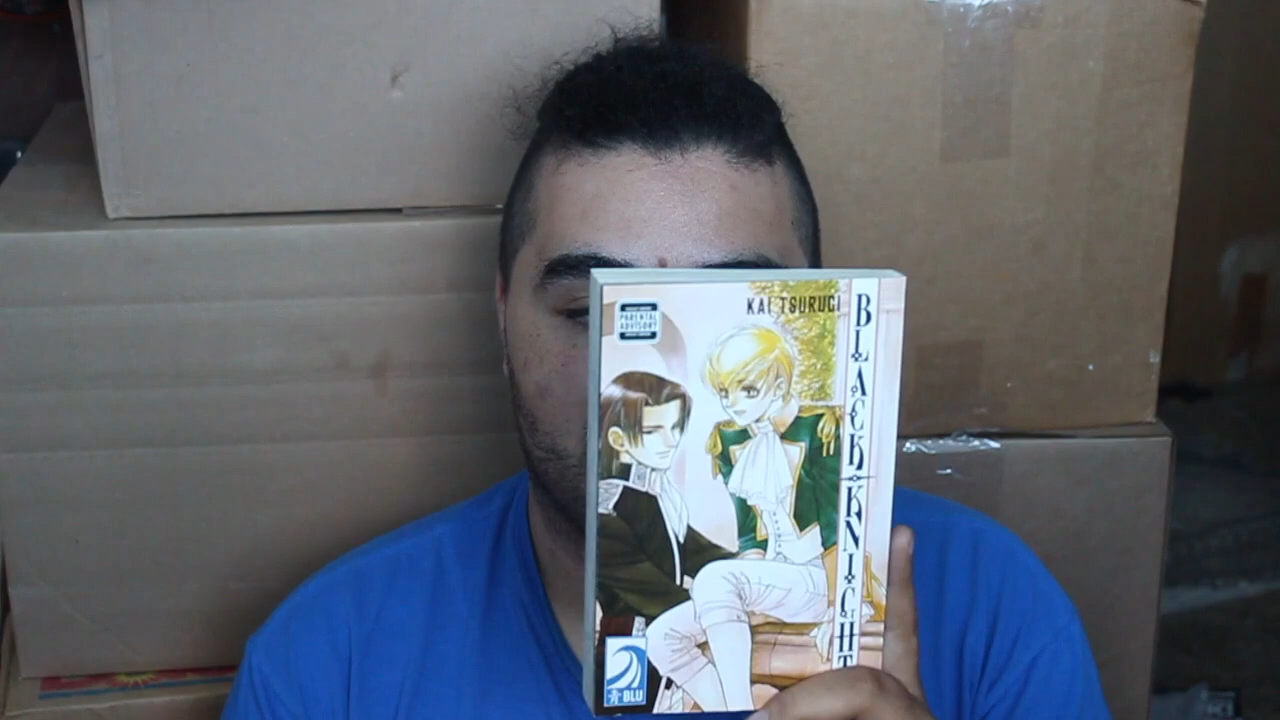 KAI TSURUGI
PARENTAL
ADVISORY
BLACK KNIGHT
BLU